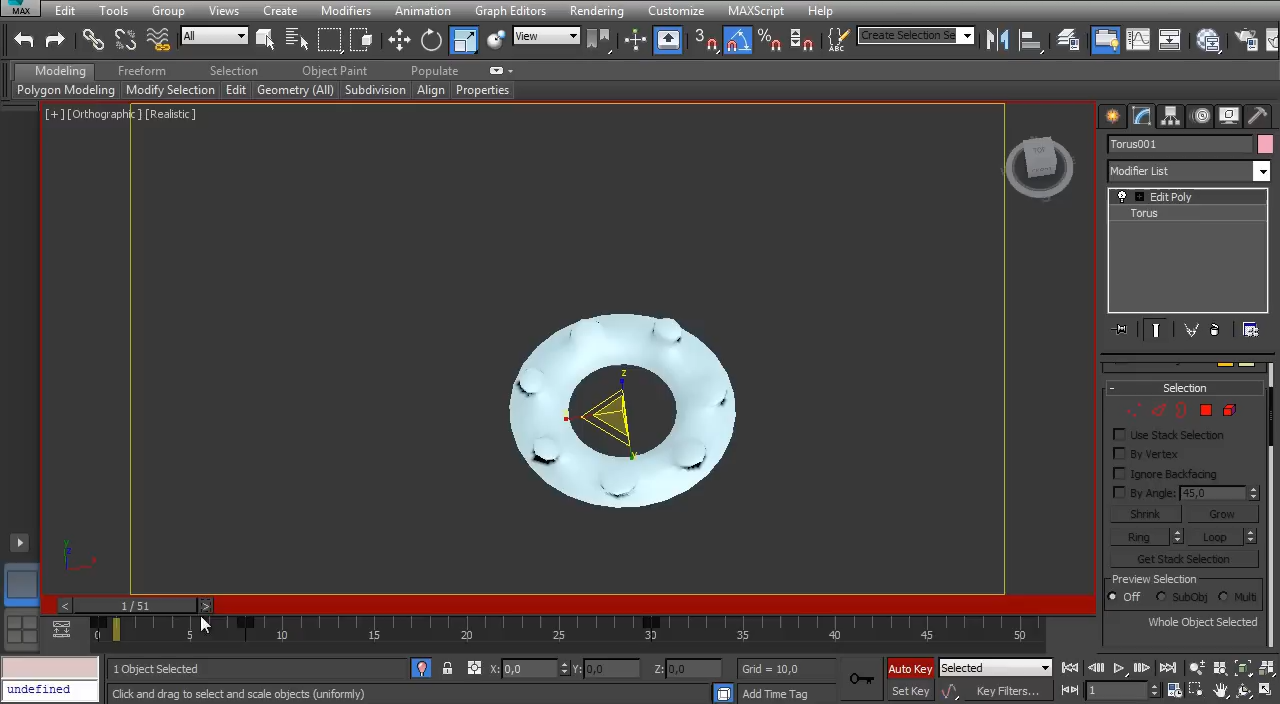 MAX Edit Tools Group Views Create Modifiers Animation Graph Editors Rendering Customize MAXScript Help
All View 3 % ABC Create Selection Se
Modeling Freeform Selection Object Paint Populate
Polygon Modeling Modify Selection Edit Geometry (All) Subdivision Align Properties
[+] [Orthographic] [Realistic]
TOP
Torus001
Modifier List
Edit Poly
Torus
z
y
Selection
Use Stack Selection
By Vertex
Ignore Backfacing
By Angle: 45,0
Shrink Grow
Ring Loop
Get Stack Selection
Preview Selection
Off SubObj Multi
Whole Object Selected
y
x
< 1 / 51 >
0 5 10 15 20 25 30 35 40 45 50
1 Object Selected X: 0,0 Y: 0,0 Z: 0,0 Grid = 10,0 Auto Key Selected
undefined Click and drag to select and scale objects (uniformly) Add Time Tag Set Key Key Filters... 1